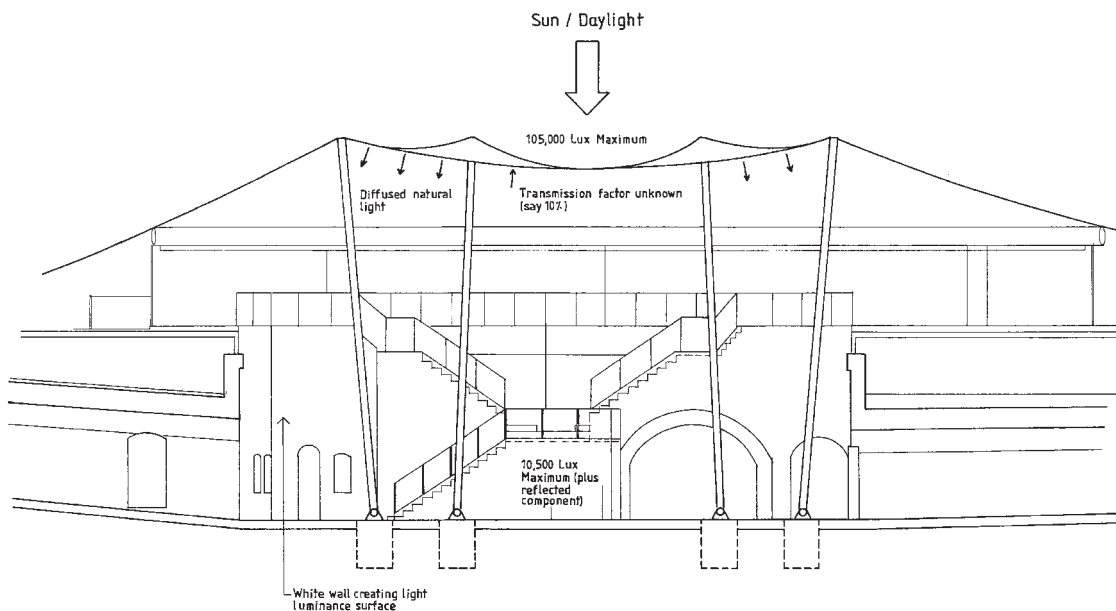 Sun / Daylight
105,000 Lux Maximum
Diffused natural
light
Transmission factor unknown
(say 10%)
10,500 Lux
Maximum (plus
reflected
component)
White wall creating light
luminance surface